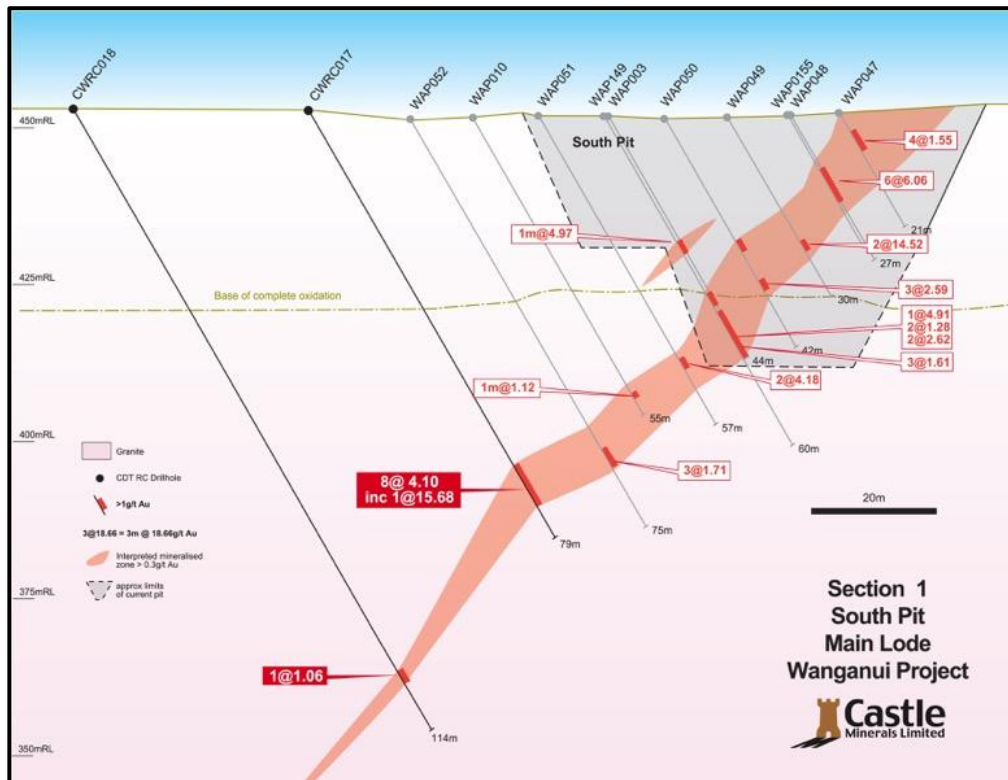 CWRC018
CWRC017
WAP052
WAP010
WAP051
WAP149
WAP003
WAP050
WAP049
WAP0155
WAP048
WAP047
450mRL
South Pit
4@1.55
6@6.06
21m
1m@4.97
2@14.52
27m
425mRL
3@2.59
Base of complete oxidation
30m
1@4.91
2@1.28
2@2.62
42m
44m
3@1.61
2@4.18
1m@1.12
55m
57m
400mRL
60m
Granite
CDT RC Drillhole
8@ 4.10
inc 1@15.68
3@1.71
20m
>1g/t Au
75m
79m
3@18.66 = 3m @ 18.66g/t Au
Interpreted mineralised
zone > 0.3g/t Au
approx limits
of current pit
375mRL
Section 1
South Pit
Main Lode
Wanganui Project
1@1.06
Castle
Minerals Limited
114m
350mRL